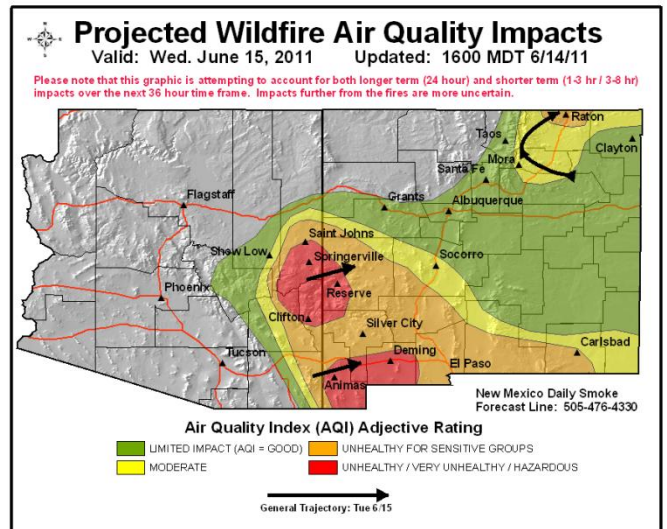 Projected Wildfire Air Quality Impacts
Valid: Wed. June 15, 2011 Updated: 1600 MDT 6/14/11
Please note that this graphic is attempting to account for both longer term (24 hour) and shorter term (1-3 hr / 3-8 hr)
impacts over the next 36 hour time frame. Impacts further from the fires are more uncertain.
Raton
Taos
Clayton
Mora
Santa Fe
Flagstaff
Grants
Albuquerque
Saint Johns
Show Low
Springerville
Socorro
Phoenix
Reserve
Clifton
Silver City
Carlsbad
Tucson
Deming
El Paso
Animas
New Mexico Daily Smoke
Forecast Line: 505-476-4330
Air Quality Index (AQI) Adjective Rating
LIMITED IMPACT (AQI = GOOD) UNHEALTHY FOR SENSITIVE GROUPS
MODERATE UNHEALTHY / VERY UNHEALTHY / HAZARDOUS
General Trajectory: Tue 6/15